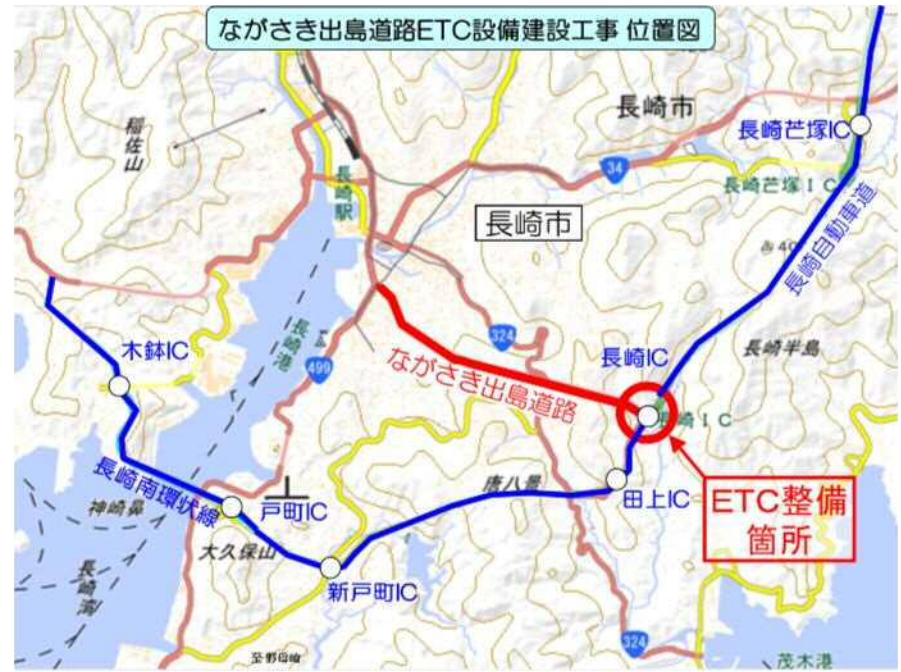 ながさき出島道路ETC設備建設工事 位置図
稲佐山
長崎駅
長崎市
長崎芒塚IC
34
長崎芒塚IC
長崎市
長崎自動車道
324
長崎IC
長崎半島
木鉢IC
長崎港
499
ながさき出島道路
長崎IC
長崎南環状線
神崎鼻
戸町IC
唐八景
田上IC
ETC整備
箇所
大久保山
長崎湾
新戸町IC
至野母崎
324
茂木港